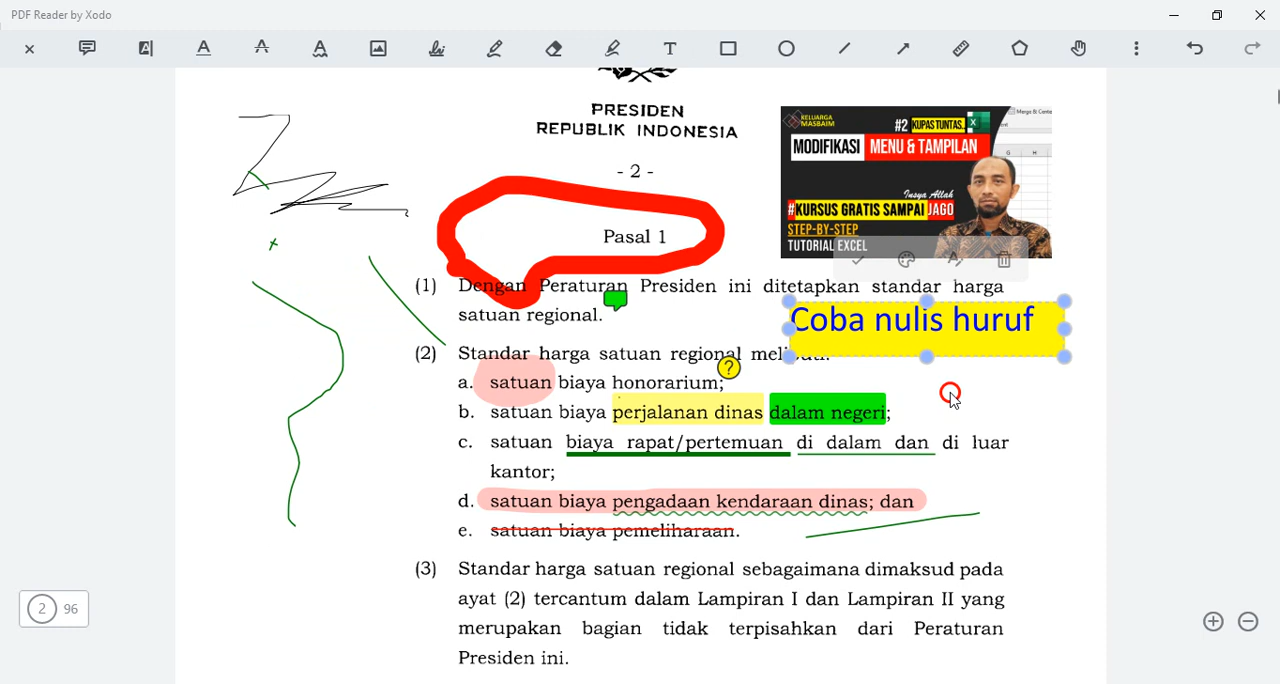 PDF Reader by Xodo
T
PRESIDEN
REPUBLIK INDONESIA
- 2 -
KELUARGA
MASBAIM
#2 KUPAS TUNTAS..
Merge & Cente
MODIFIKASI MENU & TAMPILAN
G H
Insya Allah
#KURSUS GRATIS SAMPAI JAGO
STEP-BY-STEP
TUTORIAL EXCEL
Pasal 1
(1) Dengan Peraturan Presiden ini ditetapkan standar harga
satuan regional.
Coba nulis huruf
(2) Standar harga satuan regional
?
a. satuan biaya honorarium;
b. satuan biaya perjalanan dinas dalam negeri;
c. satuan biaya rapat/pertemuan di dalam dan di luar
kantor;
d. satuan biaya pengadaan kendaraan dinas; dan
e. satuan biaya pemeliharaan.
(3) Standar harga satuan regional sebagaimana dimaksud pada
ayat (2) tercantum dalam Lampiran I dan Lampiran II yang
merupakan bagian tidak terpisahkan dari Peraturan
Presiden ini.
2 96